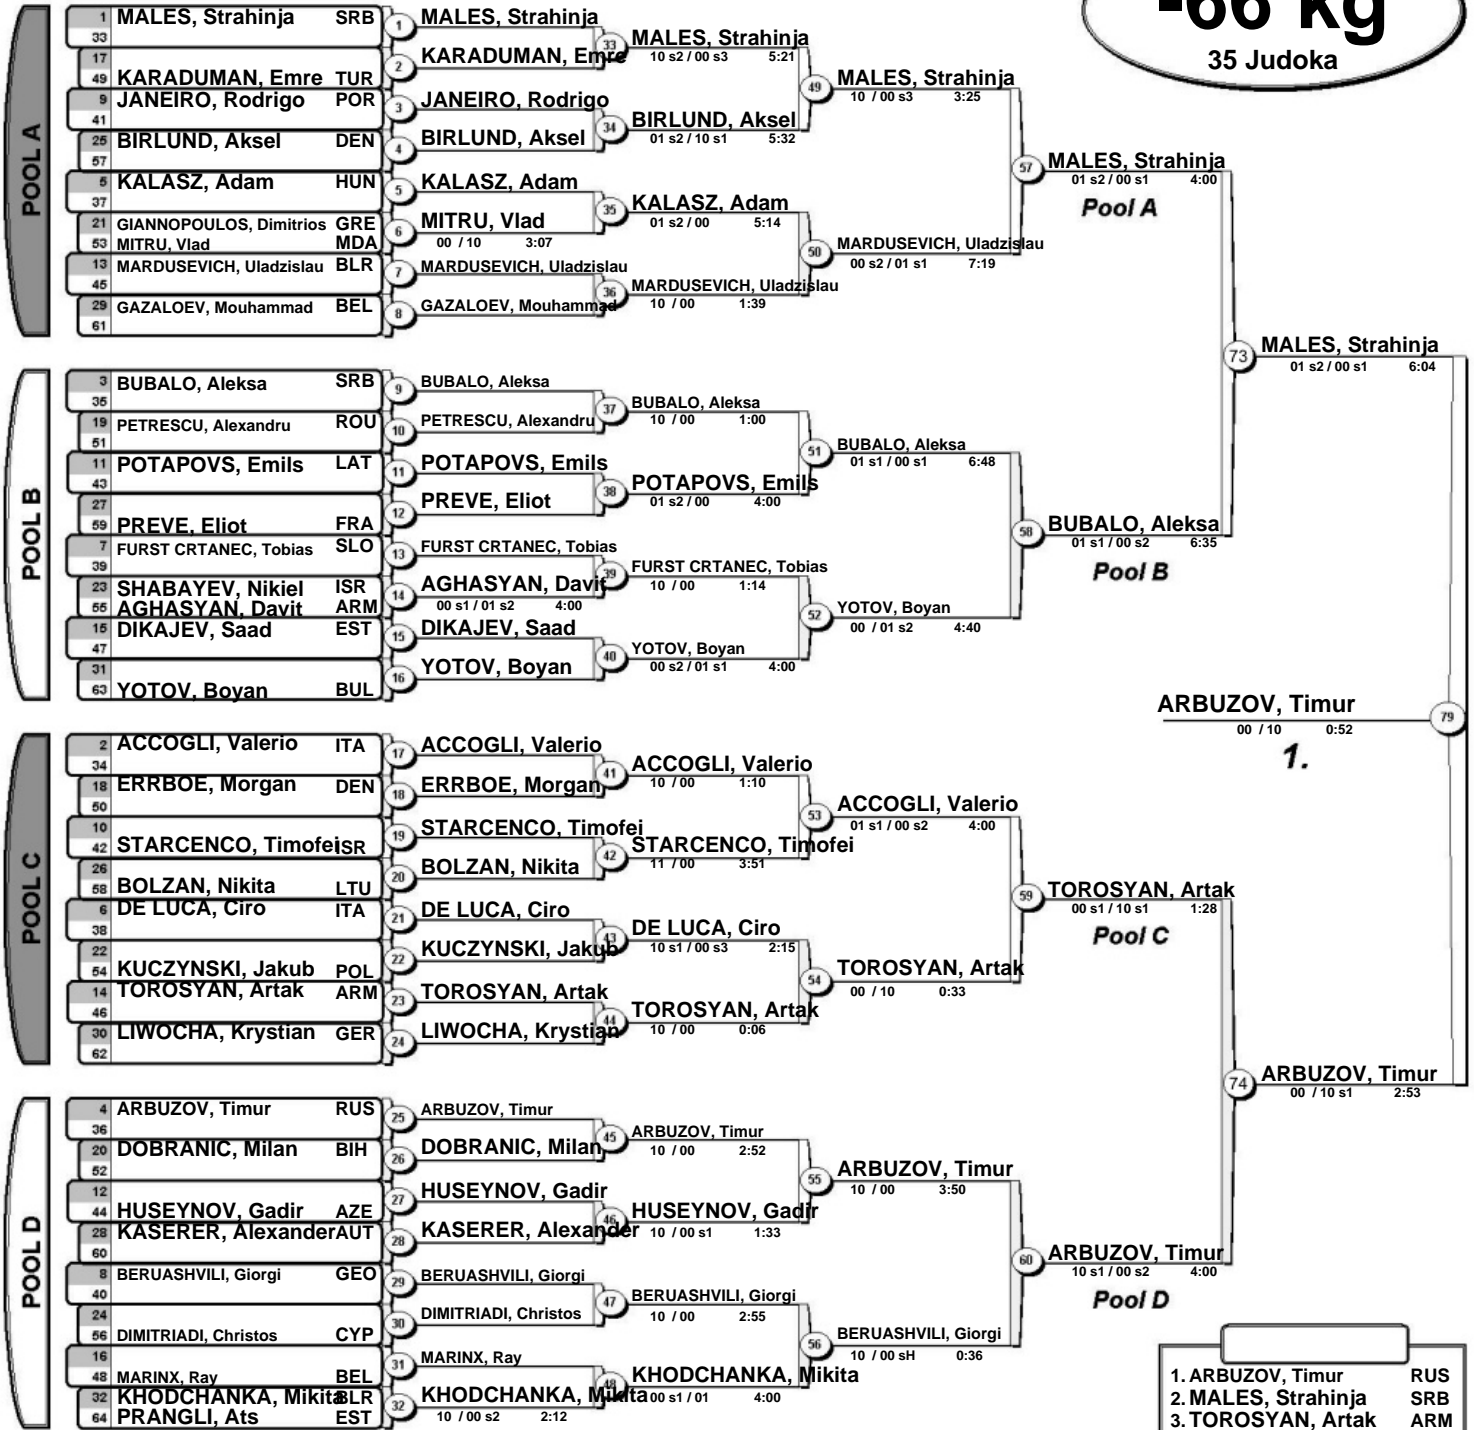 -66 kg
35 Judoka
POOL A
1 MALES, Strahinja SRB
33
17
49 KARADUMAN, Emre TUR
9 JANEIRO, Rodrigo POR
41
25 BIRLUND, Aksel DEN
57
5 KALASZ, Adam HUN
37
21 GIANNOPOULOS, Dimitrios GRE
53 MITRU, Vlad MDA
13 MARDUSEVICH, Uladzislau BLR
45
29 GAZALOEV, Mouhammad BEL
61
1 MALES, Strahinja
2 KARADUMAN, Emre
3 JANEIRO, Rodrigo
4 BIRLUND, Aksel
5 KALASZ, Adam
6 MITRU, Vlad
00 / 10 3:07
7 MARDUSEVICH, Uladzislau
8 GAZALOEV, Mouhammad
33 MALES, Strahinja
10 s2 / 00 s3 5:21
34 BIRLUND, Aksel
01 s2 / 10 s1 5:32
35 KALASZ, Adam
01 s2 / 00 5:14
36 MARDUSEVICH, Uladzislau
10 / 00 1:39
49 MALES, Strahinja
10 / 00 s3 3:25
50 MARDUSEVICH, Uladzislau
00 s2 / 01 s1 7:19
57 MALES, Strahinja
01 s2 / 00 s1 4:00
Pool A
POOL B
3 BUBALO, Aleksa SRB
35
19 PETRESCU, Alexandru ROU
51
11 POTAPOVS, Emils LAT
43
27
59 PREVE, Eliot FRA
7 FURST CRTANEC, Tobias SLO
39
23 SHABAYEV, Nikiel ISR
55 AGHASYAN, Davit ARM
15 DIKAJEV, Saad EST
47
31
63 YOTOV, Boyan BUL
9 BUBALO, Aleksa
10 PETRESCU, Alexandru
11 POTAPOVS, Emils
12 PREVE, Eliot
13 FURST CRTANEC, Tobias
14 AGHASYAN, Davit
00 s1 / 01 s2 4:00
15 DIKAJEV, Saad
16 YOTOV, Boyan
37 BUBALO, Aleksa
10 / 00 1:00
38 POTAPOVS, Emils
01 s2 / 00 4:00
39 FURST CRTANEC, Tobias
10 / 00 1:14
40 YOTOV, Boyan
00 s2 / 01 s1 4:00
51 BUBALO, Aleksa
01 s1 / 00 s1 6:48
52 YOTOV, Boyan
00 / 01 s2 4:40
58 BUBALO, Aleksa
01 s1 / 00 s2 6:35
Pool B
73 MALES, Strahinja
01 s2 / 00 s1 6:04
ARBUZOV, Timur 79
00 / 10 0:52
1.
POOL C
2 ACCOGLI, Valerio ITA
34
18 ERRBOE, Morgan DEN
50
10
42 STARCENCO, Timofei ISR
26
58 BOLZAN, Nikita LTU
6 DE LUCA, Ciro ITA
38
22
54 KUCZYNSKI, Jakub POL
14 TOROSYAN, Artak ARM
46
30 LIWOCHA, Krystian GER
62
17 ACCOGLI, Valerio
18 ERRBOE, Morgan
19 STARCENCO, Timofei
20 BOLZAN, Nikita
21 DE LUCA, Ciro
22 KUCZYNSKI, Jakub
23 TOROSYAN, Artak
24 LIWOCHA, Krystian
41 ACCOGLI, Valerio
10 / 00 1:10
42 STARCENCO, Timofei
11 / 00 3:51
43 DE LUCA, Ciro
10 s1 / 00 s3 2:15
44 TOROSYAN, Artak
10 / 00 0:06
53 ACCOGLI, Valerio
01 s1 / 00 s2 4:00
54 TOROSYAN, Artak
00 / 10 0:33
59 TOROSYAN, Artak
00 s1 / 10 s1 1:28
Pool C
POOL D
4 ARBUZOV, Timur RUS
36
20 DOBRANIC, Milan BIH
52
12
44 HUSEYNOV, Gadir AZE
28 KASERER, Alexander AUT
60
8 BERUASHVILI, Giorgi GEO
40
24
56 DIMITRIADI, Christos CYP
16
48 MARINX, Ray BEL
32 KHODCHANKA, Mikita BLR
64 PRANGLI, Ats EST
25 ARBUZOV, Timur
26 DOBRANIC, Milan
27 HUSEYNOV, Gadir
28 KASERER, Alexander
29 BERUASHVILI, Giorgi
30 DIMITRIADI, Christos
31 MARINX, Ray
32 KHODCHANKA, Mikita
10 / 00 s2 2:12
45 ARBUZOV, Timur
10 / 00 2:52
46 HUSEYNOV, Gadir
10 / 00 s1 1:33
47 BERUASHVILI, Giorgi
10 / 00 2:55
48 KHODCHANKA, Mikita
00 s1 / 01 4:00
55 ARBUZOV, Timur
10 / 00 3:50
56 BERUASHVILI, Giorgi
10 / 00 sH 0:36
60 ARBUZOV, Timur
10 s1 / 00 s2 4:00
Pool D
74 ARBUZOV, Timur
00 / 10 s1 2:53
1. ARBUZOV, Timur RUS
2. MALES, Strahinja SRB
3. TOROSYAN, Artak ARM